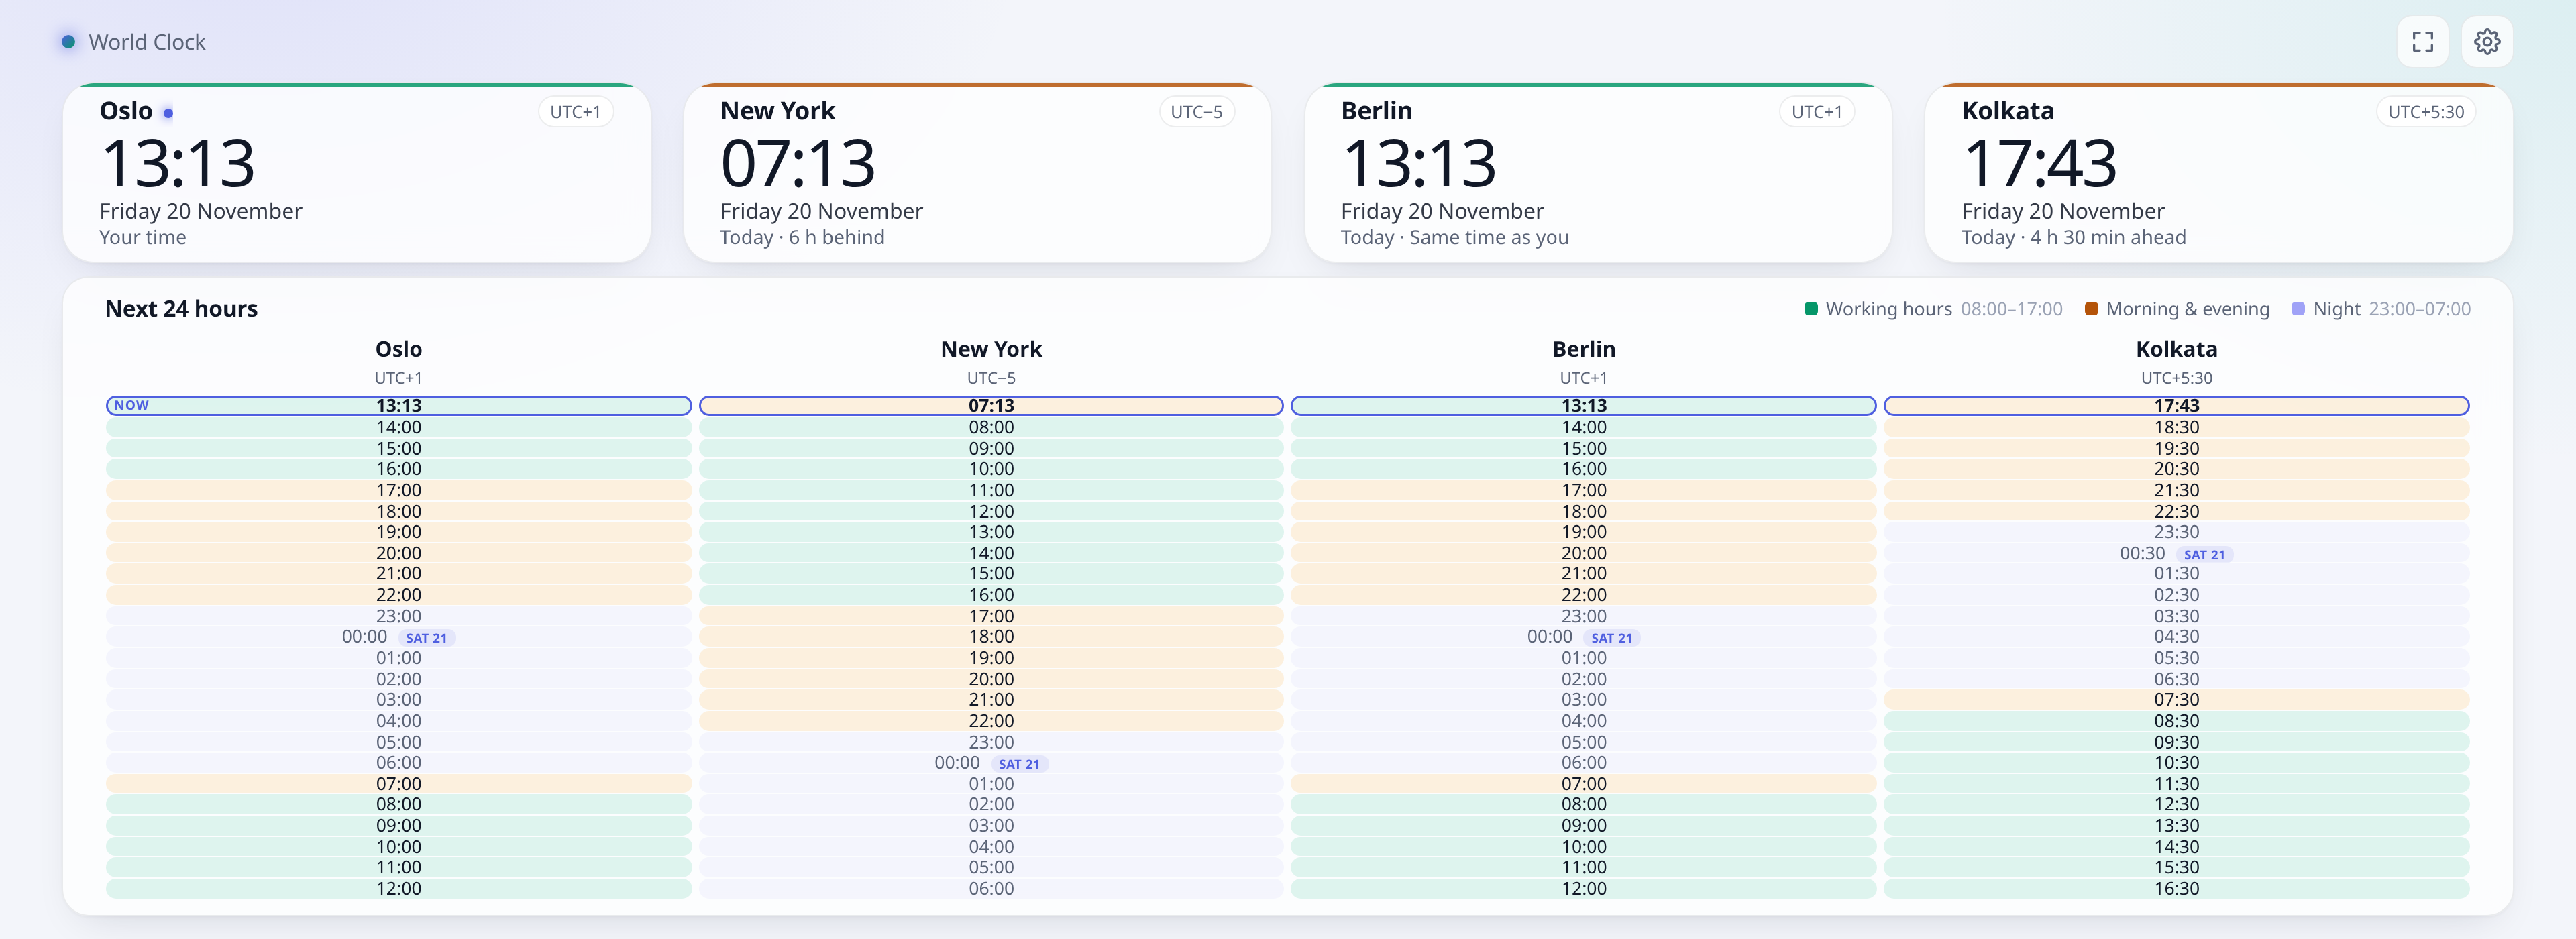 World Clock
Oslo UTC+1
13:13
Friday 20 November
Your time
New York UTC−5
07:13
Friday 20 November
Today · 6 h behind
Berlin UTC+1
13:13
Friday 20 November
Today · Same time as you
Kolkata UTC+5:30
17:43
Friday 20 November
Today · 4 h 30 min ahead
Next 24 hours
Working hours 08:00–17:00 Morning & evening Night 23:00–07:00
Oslo New York Berlin Kolkata
UTC+1 UTC−5 UTC+1 UTC+5:30
NOW 13:13 07:13 13:13 17:43
14:00 08:00 14:00 18:30
15:00 09:00 15:00 19:30
16:00 10:00 16:00 20:30
17:00 11:00 17:00 21:30
18:00 12:00 18:00 22:30
19:00 13:00 19:00 23:30
20:00 14:00 20:00 00:30 SAT 21
21:00 15:00 21:00 01:30
22:00 16:00 22:00 02:30
23:00 17:00 23:00 03:30
00:00 SAT 21 18:00 00:00 SAT 21 04:30
01:00 19:00 01:00 05:30
02:00 20:00 02:00 06:30
03:00 21:00 03:00 07:30
04:00 22:00 04:00 08:30
05:00 23:00 05:00 09:30
06:00 00:00 SAT 21 06:00 10:30
07:00 01:00 07:00 11:30
08:00 02:00 08:00 12:30
09:00 03:00 09:00 13:30
10:00 04:00 10:00 14:30
11:00 05:00 11:00 15:30
12:00 06:00 12:00 16:30